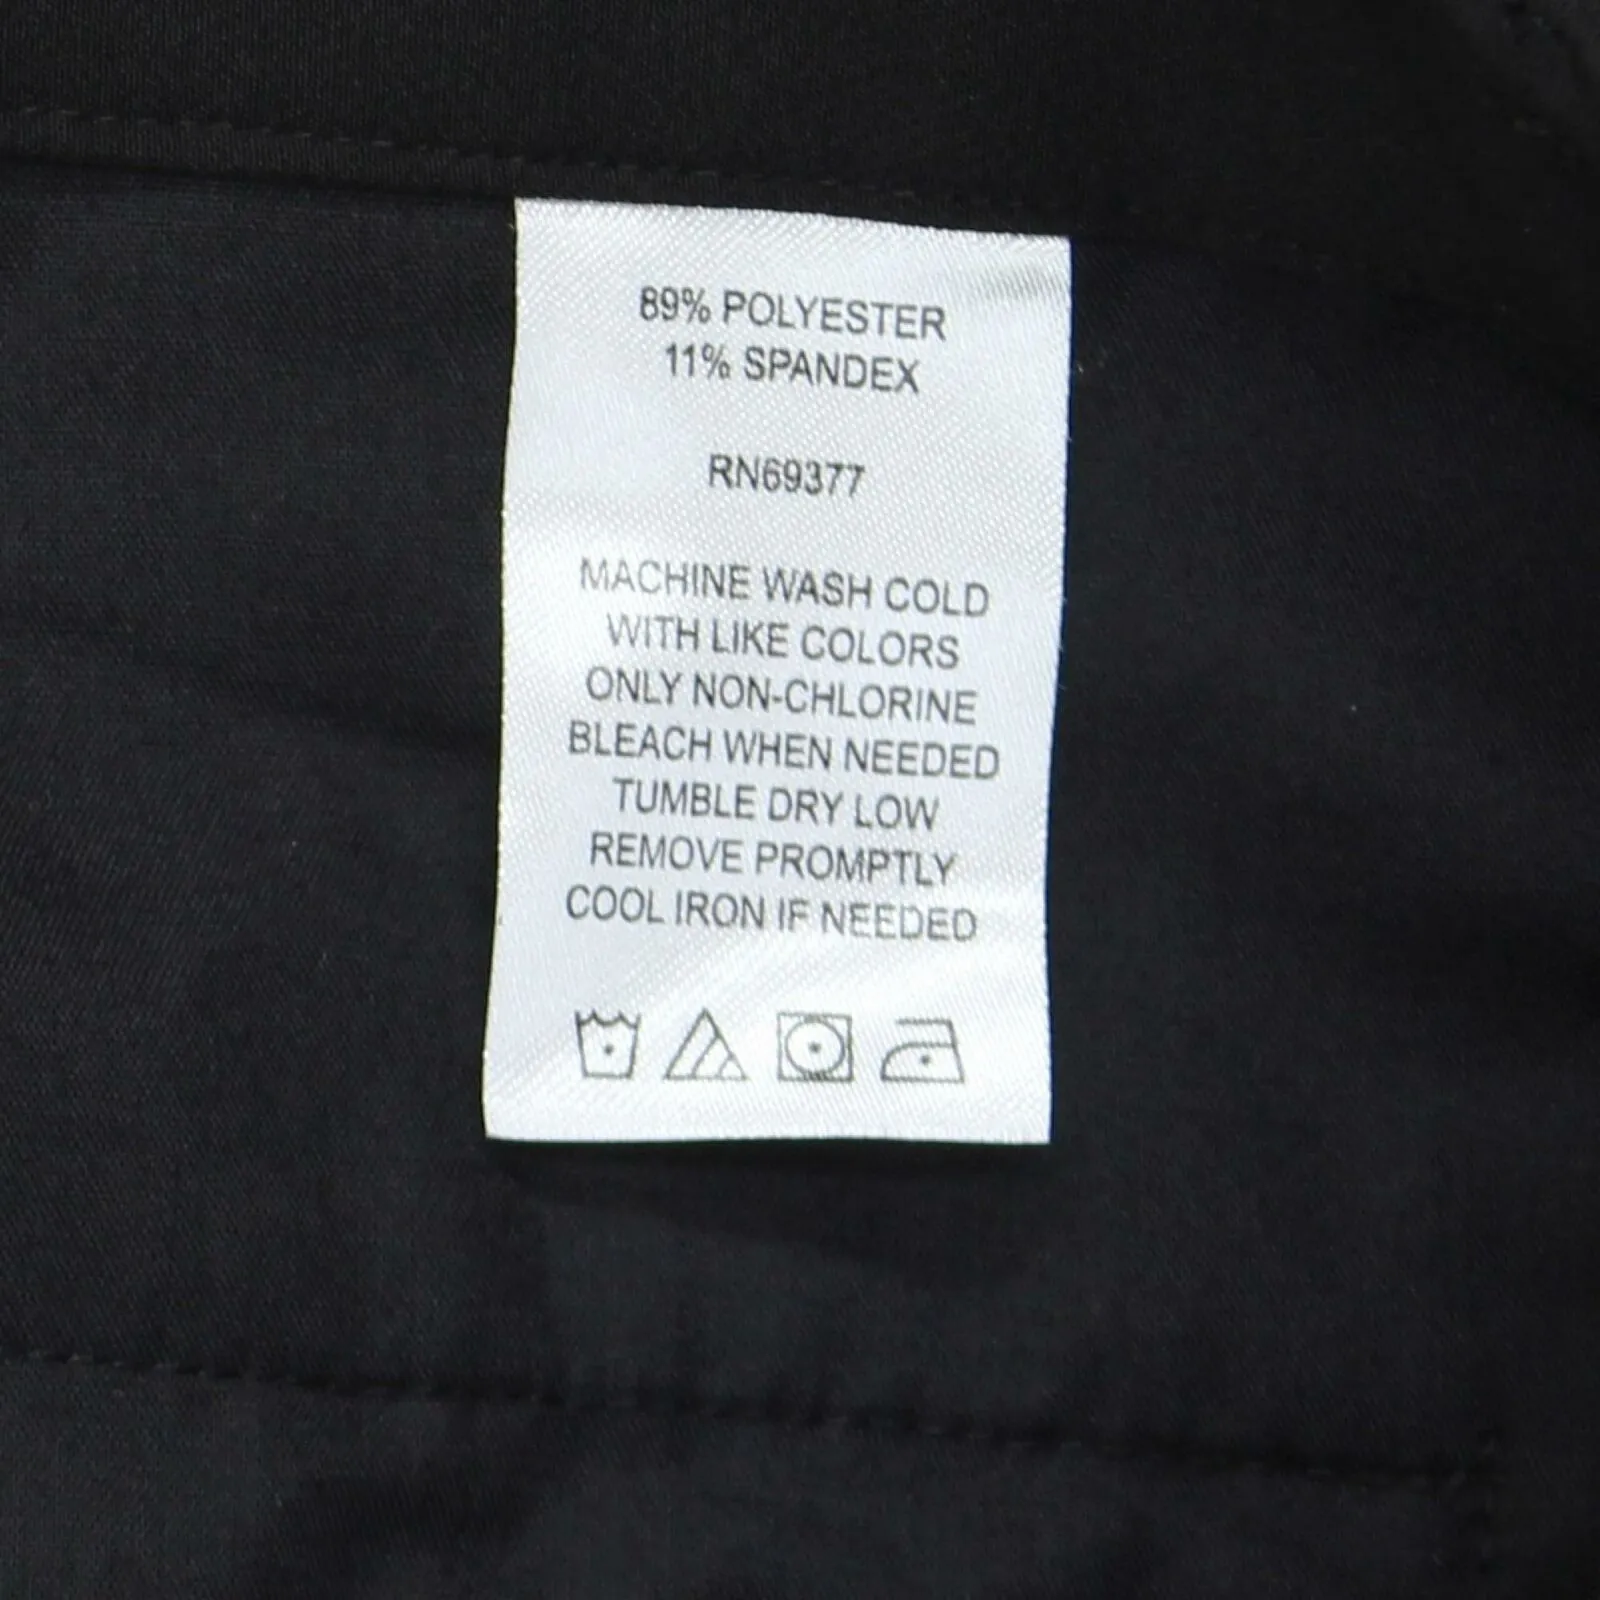 89% POLYESTER
11% SPANDEX
RN69377
MACHINE WASH COLD
WITH LIKE COLORS
ONLY NON-CHLORINE
BLEACH WHEN NEEDED
TUMBLE DRY LOW
REMOVE PROMPTLY
COOL IRON IF NEEDED